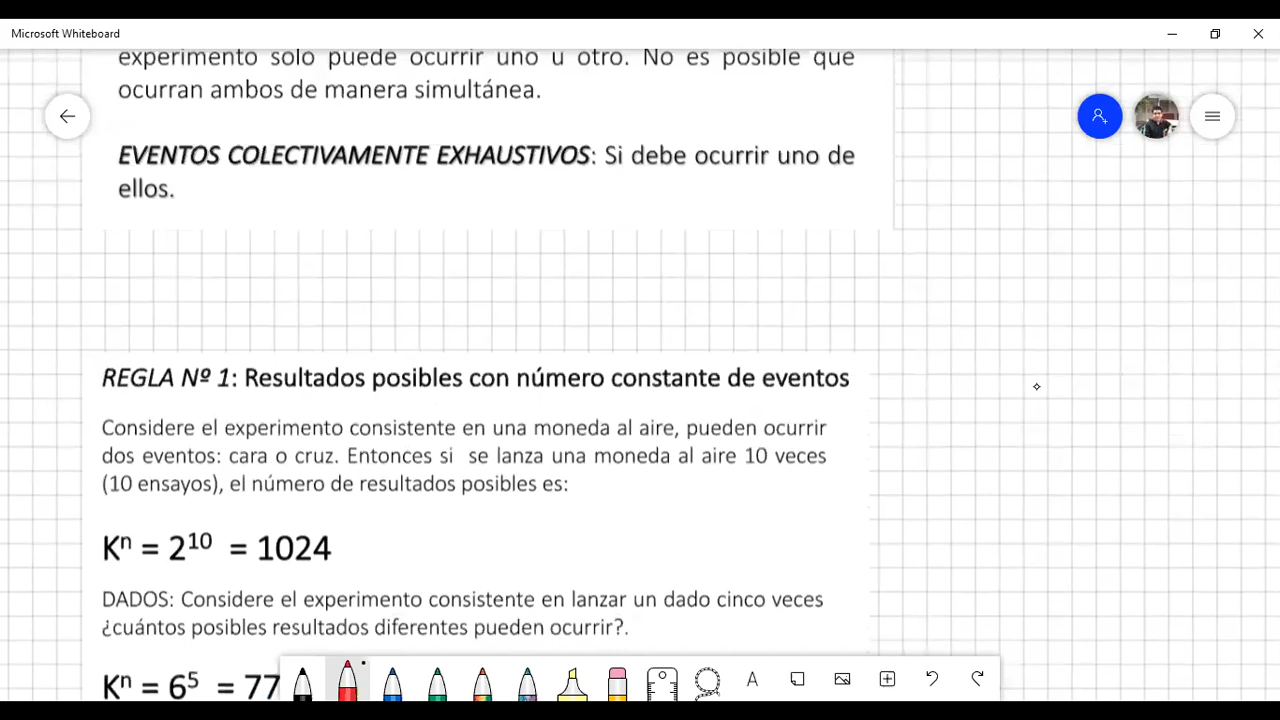 Microsoft Whiteboard
experimento solo puede ocurrir uno u otro. No es posible que
ocurran ambos de manera simultánea.
EVENTOS COLECTIVAMENTE EXHAUSTIVOS: Si debe ocurrir uno de
ellos.
REGLA Nº 1: Resultados posibles con número constante de eventos
Considere el experimento consistente en una moneda al aire, pueden ocurrir
dos eventos: cara o cruz. Entonces si se lanza una moneda al aire 10 veces
(10 ensayos), el número de resultados posibles es:
Kⁿ = 2¹⁰ = 1024
DADOS: Considere el experimento consistente en lanzar un dado cinco veces
¿cuántos posibles resultados diferentes pueden ocurrir?.
Kⁿ = 6⁵ = 77
A